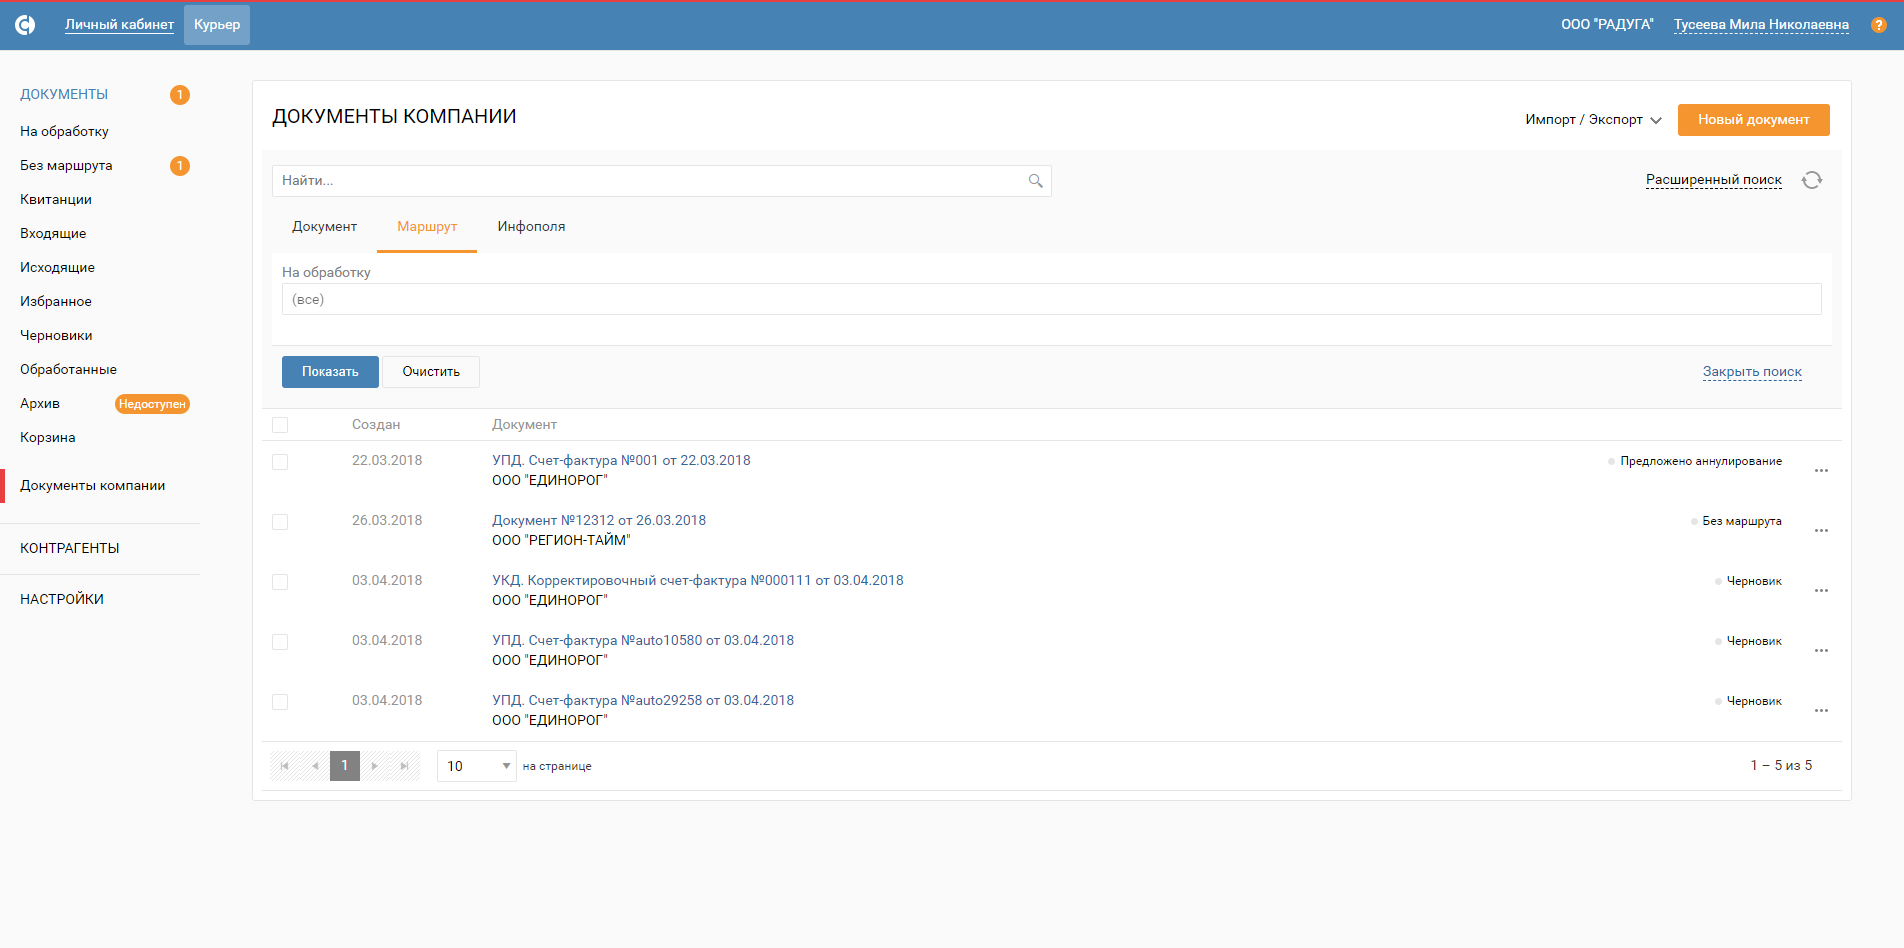 Личный кабинет
Курьер
ООО "РАДУГА"
Тусеева Мила Николаевна
?
ДОКУМЕНТЫ 1
На обработку
Без маршрута 1
Квитанции
Входящие
Исходящие
Избранное
Черновики
Обработанные
Архив Недоступен
Корзина
Документы компании
КОНТРАГЕНТЫ
НАСТРОЙКИ
ДОКУМЕНТЫ КОМПАНИИ
Импорт / Экспорт
Новый документ
Найти...
Расширенный поиск
Документ Маршрут Инфополя
На обработку
(все)
Показать Очистить Закрыть поиск
Создан Документ
22.03.2018 УПД. Счет-фактура №001 от 22.03.2018 Предложено аннулирование
ООО "ЕДИНОРОГ"
26.03.2018 Документ №12312 от 26.03.2018 Без маршрута
ООО "РЕГИОН-ТАЙМ"
03.04.2018 УКД. Корректировочный счет-фактура №000111 от 03.04.2018 Черновик
ООО "ЕДИНОРОГ"
03.04.2018 УПД. Счет-фактура №auto10580 от 03.04.2018 Черновик
ООО "ЕДИНОРОГ"
03.04.2018 УПД. Счет-фактура №auto29258 от 03.04.2018 Черновик
ООО "ЕДИНОРОГ"
1 10 на странице 1 – 5 из 5